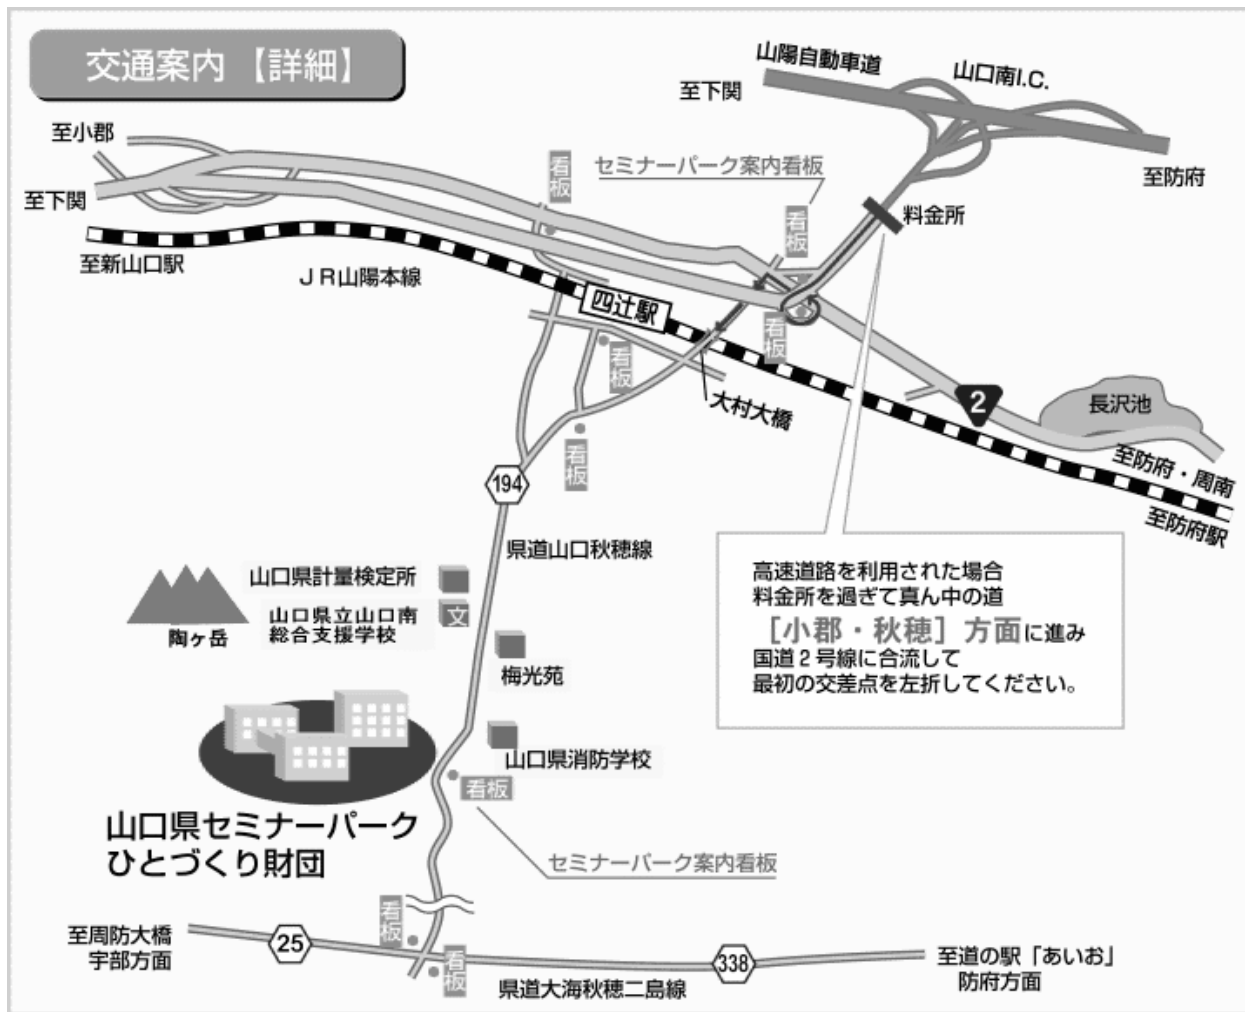 交通案内【詳細】
山陽自動車道
山口南I.C.
至下関
至小郡
看板
セミナーパーク案内看板
至防府
至下関
看板
料金所
至新山口駅
JR山陽本線
四辻駅
看板
看板
大村大橋
2
長沢池
看板
至防府・周南
至防府駅
194
県道山口秋穂線
高速道路を利用された場合
料金所を過ぎて真ん中の道
［小郡・秋穂］方面に進み
国道2号線に合流して
最初の交差点を左折してください。
山口県計量検定所
文
山口県立山口南
総合支援学校
陶ヶ岳
梅光苑
山口県消防学校
看板
山口県セミナーパーク
ひとづくり財団
セミナーパーク案内看板
看板
至周防大橋
宇部方面
25
看板
338
県道大海秋穂二島線
至道の駅「あいお」
防府方面